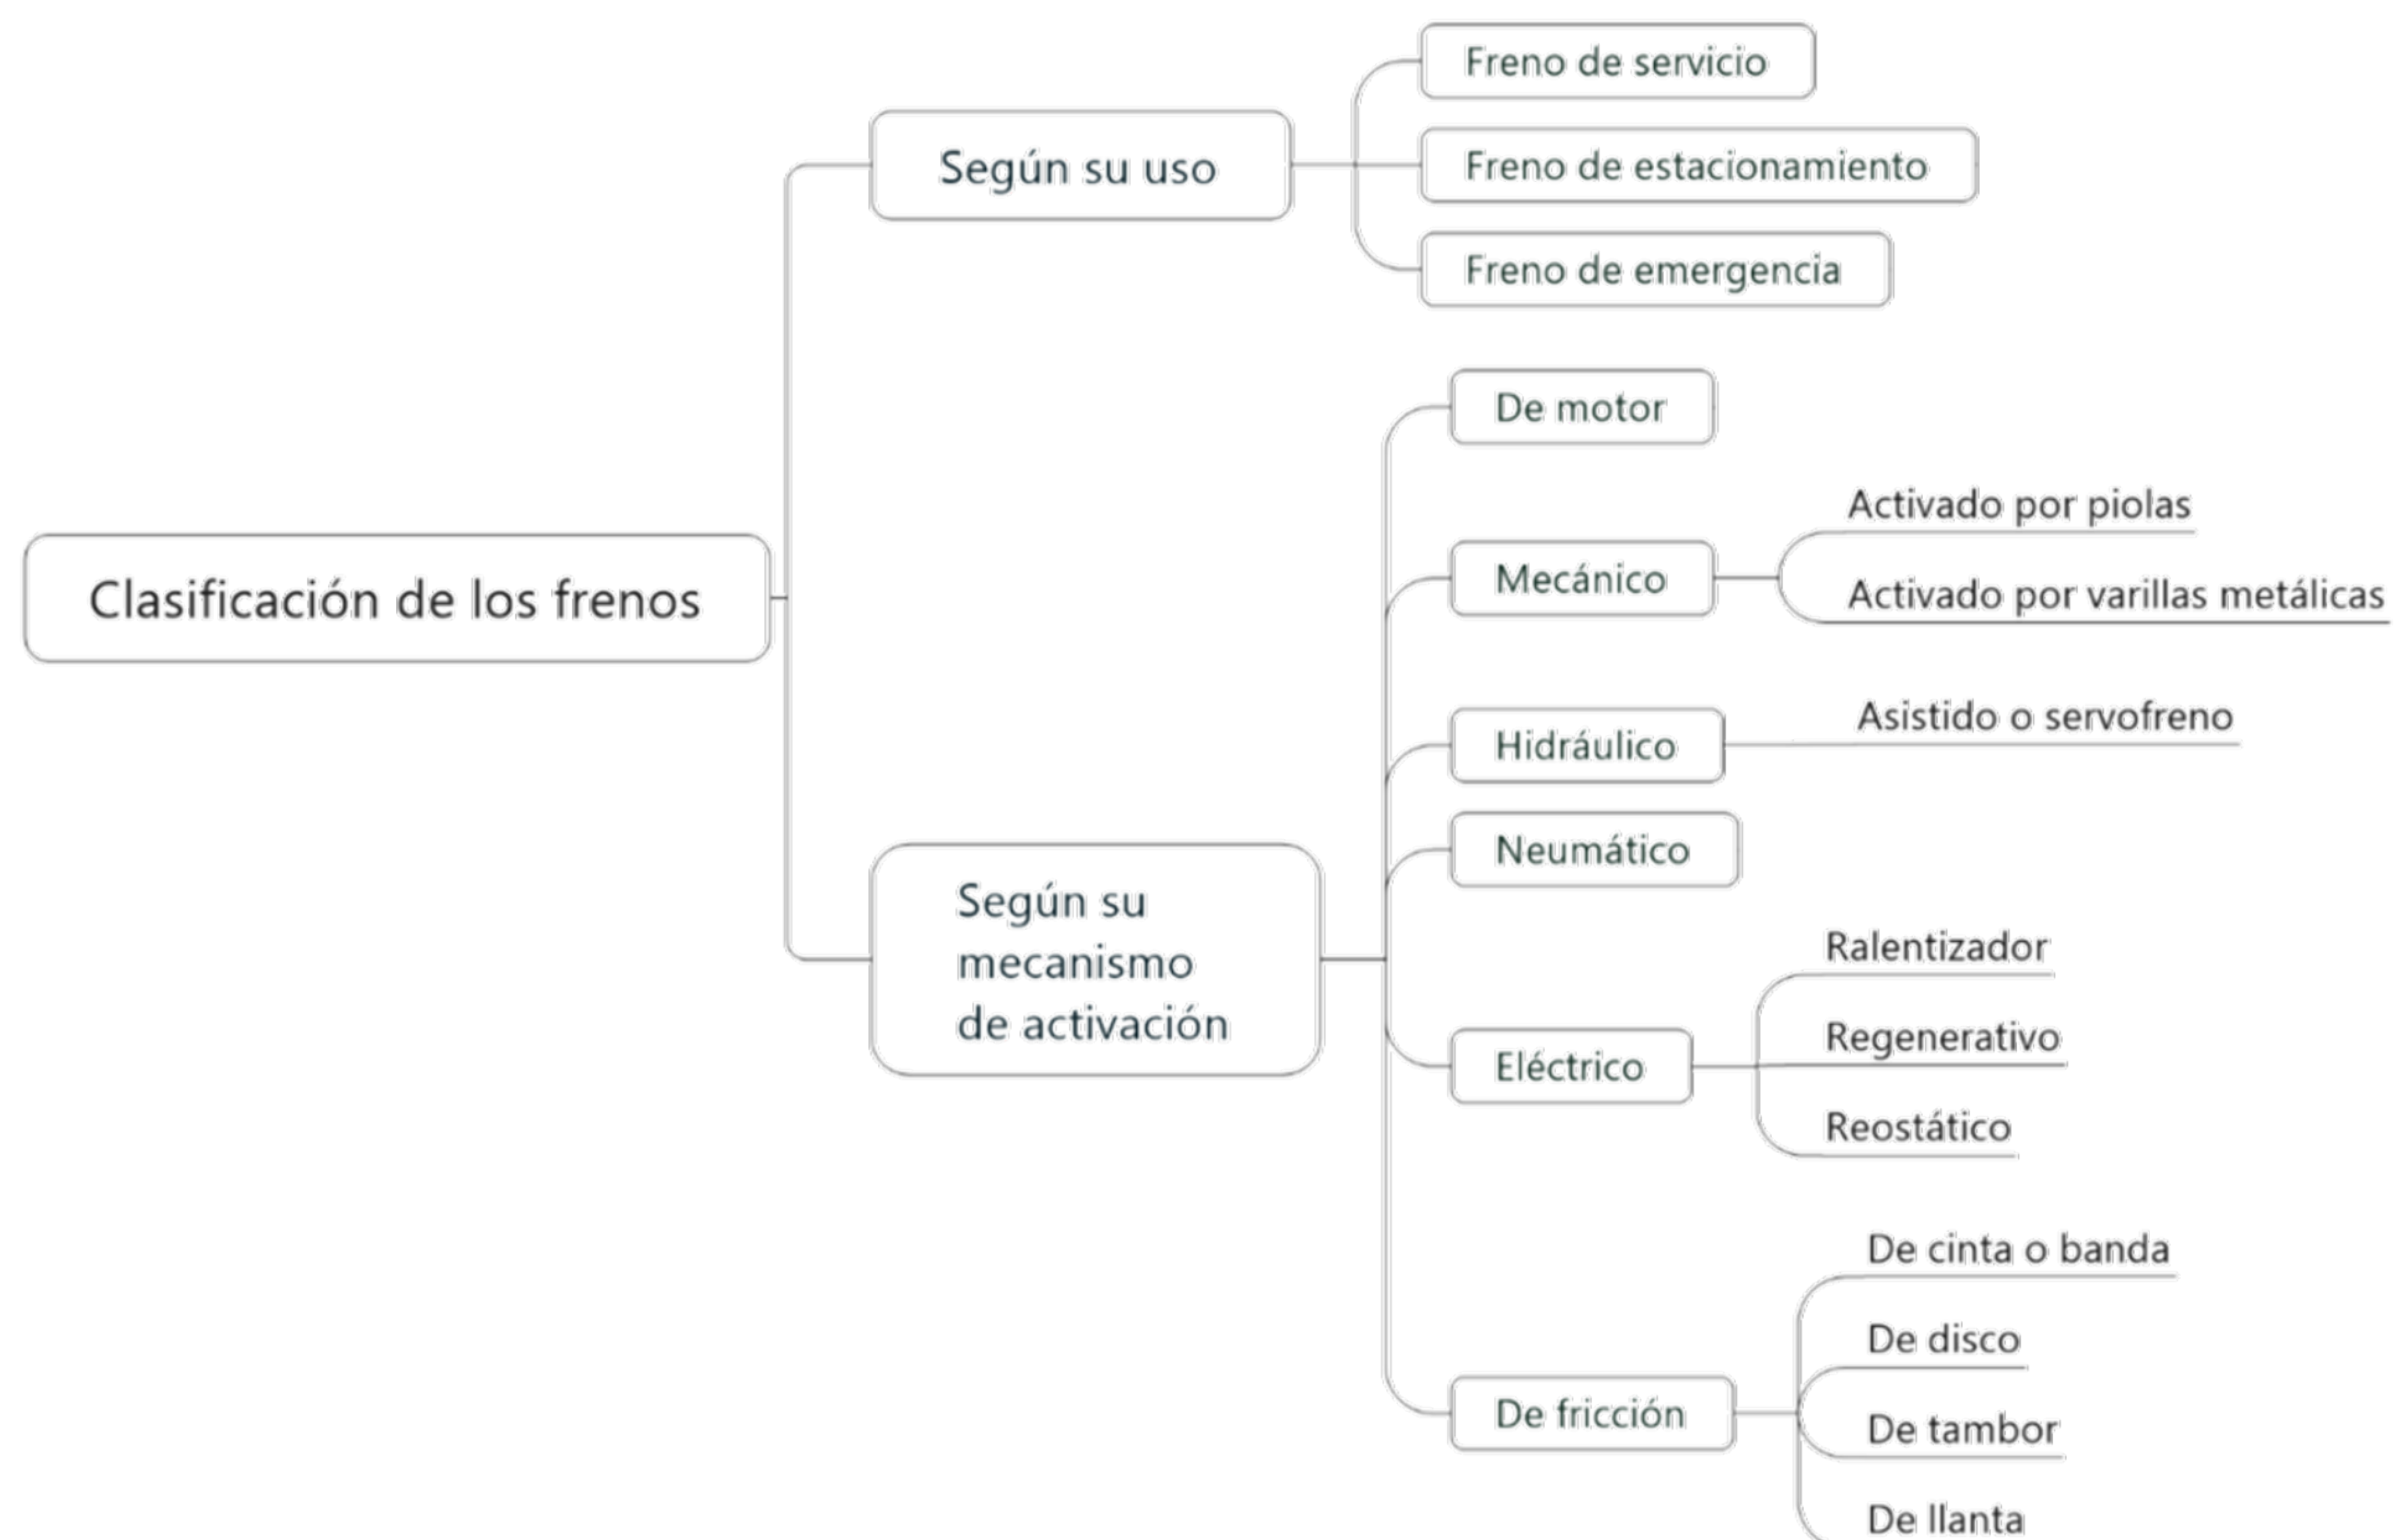 Clasificación de los frenos
Según su uso
Freno de servicio
Freno de estacionamiento
Freno de emergencia
Según su
mecanismo
de activación
De motor
Mecánico
Activado por piolas
Activado por varillas metálicas
Hidráulico
Asistido o servofreno
Neumático
Eléctrico
Ralentizador
Regenerativo
Reostático
De fricción
De cinta o banda
De disco
De tambor
De llanta